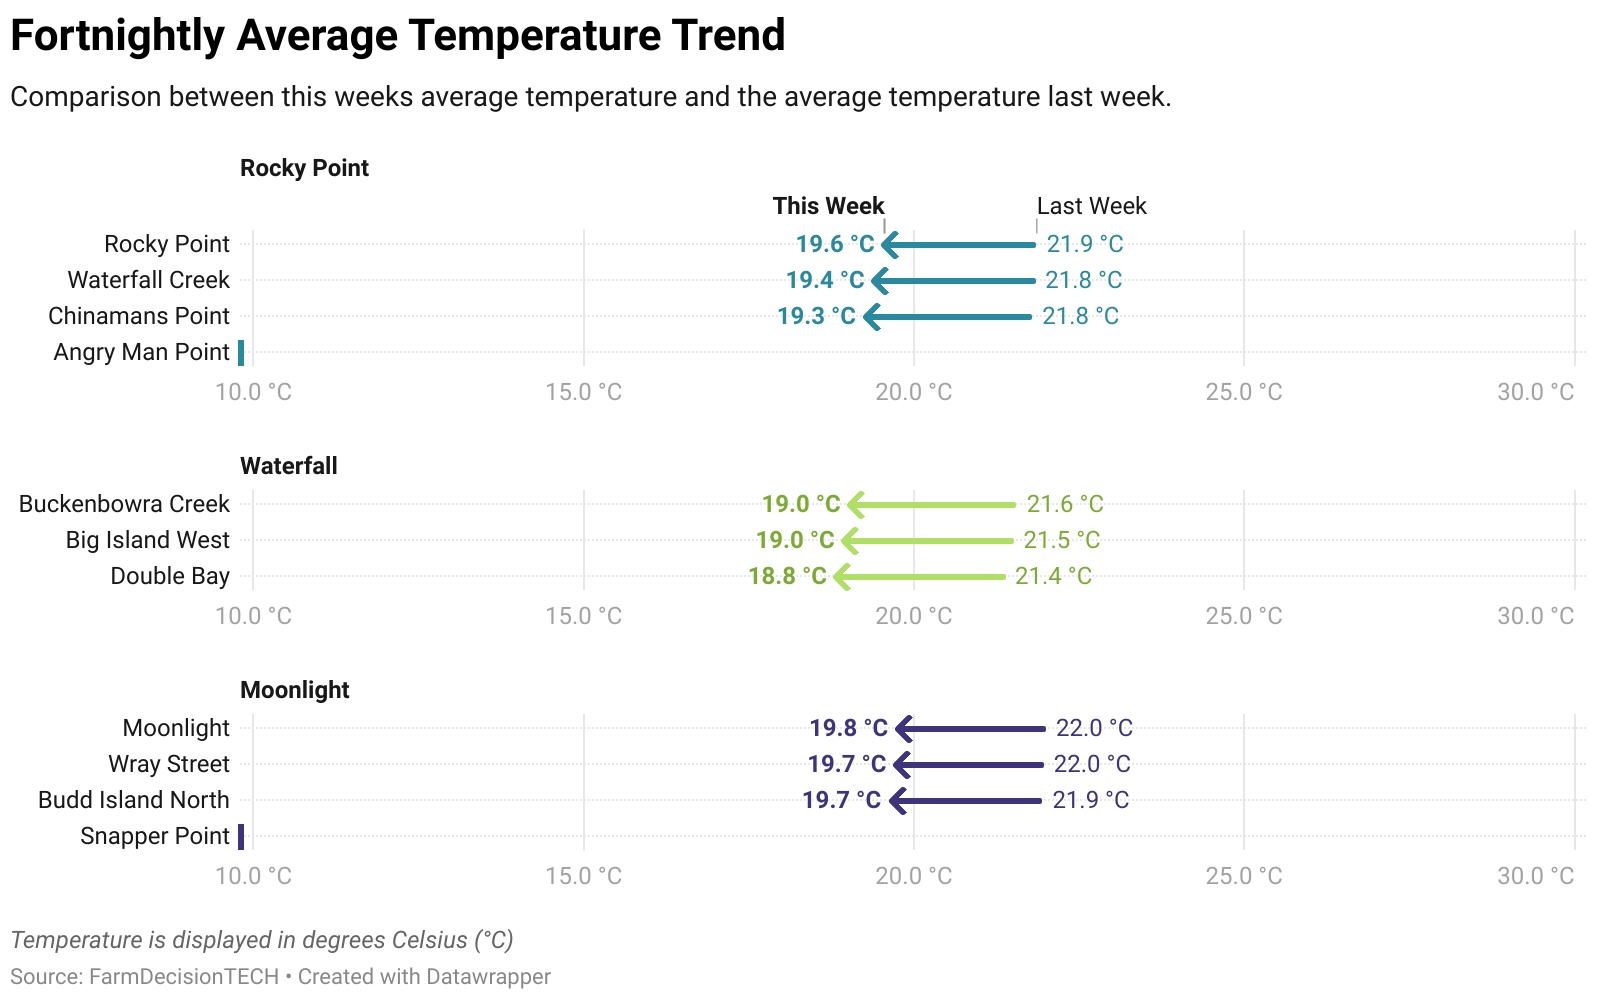 Fortnightly Average Temperature Trend
Comparison between this weeks average temperature and the average temperature last week.
Rocky Point
This Week Last Week
Rocky Point 19.6 °C 21.9 °C
Waterfall Creek 19.4 °C 21.8 °C
Chinamans Point 19.3 °C 21.8 °C
Angry Man Point
10.0 °C 15.0 °C 20.0 °C 25.0 °C 30.0 °C
Waterfall
Buckenbowra Creek 19.0 °C 21.6 °C
Big Island West 19.0 °C 21.5 °C
Double Bay 18.8 °C 21.4 °C
10.0 °C 15.0 °C 20.0 °C 25.0 °C 30.0 °C
Moonlight
Moonlight 19.8 °C 22.0 °C
Wray Street 19.7 °C 22.0 °C
Budd Island North 19.7 °C 21.9 °C
Snapper Point
10.0 °C 15.0 °C 20.0 °C 25.0 °C 30.0 °C
Temperature is displayed in degrees Celsius (°C)
Source: FarmDecisionTECH • Created with Datawrapper